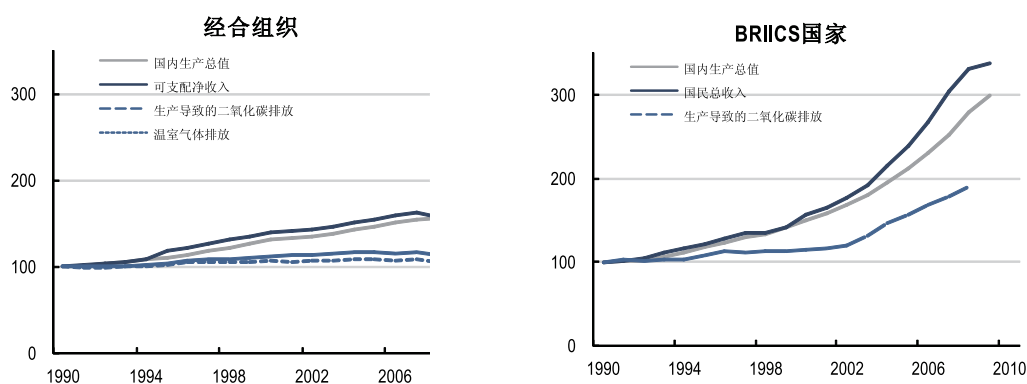 经合组织
国内生产总值
可支配净收入
生产导致的二氧化碳排放
温室气体排放
300
200
100
0
1990 1994 1998 2002 2006
BRIICS国家
国内生产总值
国民总收入
生产导致的二氧化碳排放
300
200
100
0
1990 1994 1998 2002 2006 2010